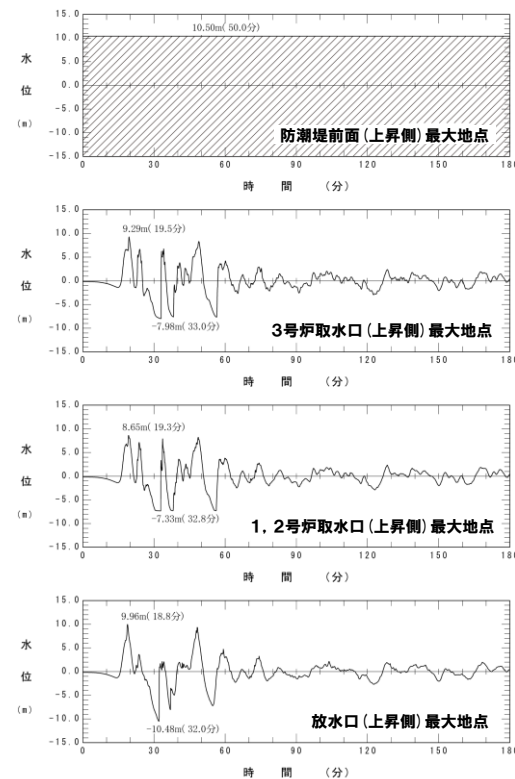 15.0
10.0
5.0
0.0
-5.0
-10.0
-15.0
水位(m)
10.50m(50.0分)
防潮堤前面(上昇側)最大地点
0 30 60 90 120 150 180
時 間 (分)
15.0
10.0
5.0
0.0
-5.0
-10.0
-15.0
水位(m)
9.29m(19.5分)
-7.98m(33.0分)
3号炉取水口(上昇側)最大地点
0 30 60 90 120 150 180
時 間 (分)
15.0
10.0
5.0
0.0
-5.0
-10.0
-15.0
水位(m)
8.65m(19.3分)
-7.33m(32.8分)
1,2号炉取水口(上昇側)最大地点
0 30 60 90 120 150 180
時 間 (分)
15.0
10.0
5.0
0.0
-5.0
-10.0
-15.0
水位(m)
9.96m(18.8分)
-10.48m(32.0分)
放水口(上昇側)最大地点
0 30 60 90 120 150 180
時 間 (分)